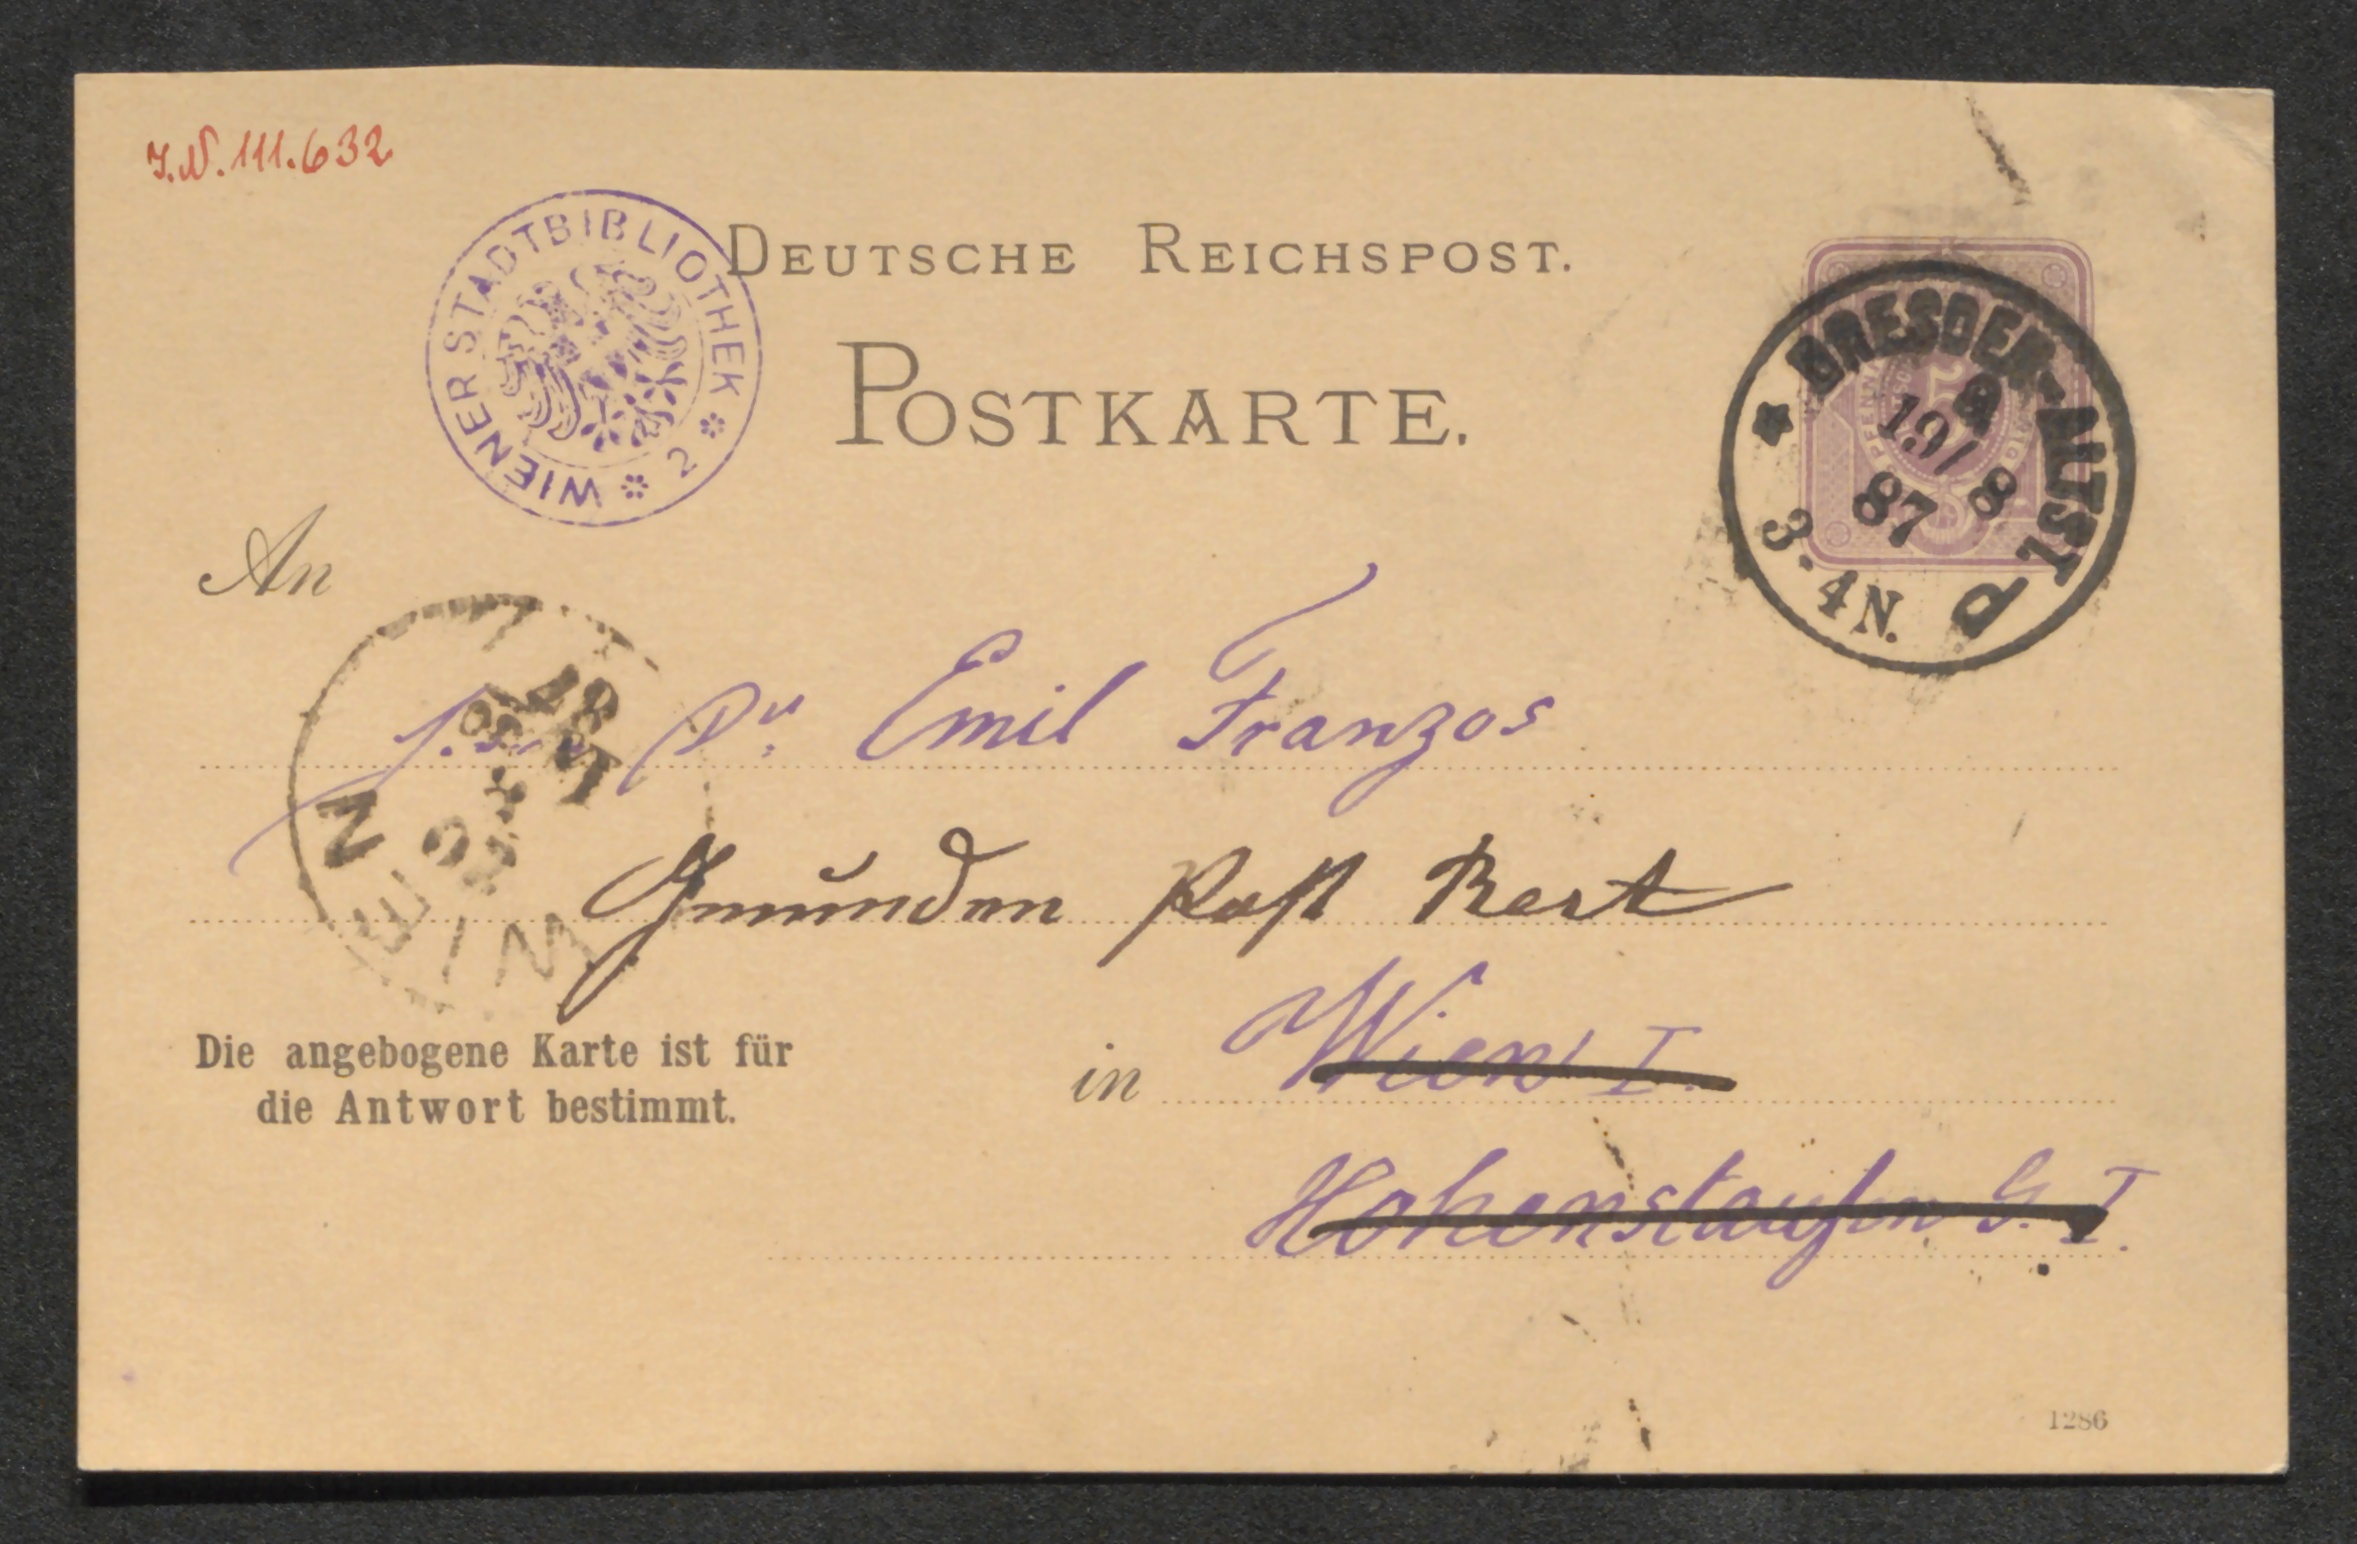 J.N. 111.632
WIENER STADTBIBLIOTHEK * 2 *
DEUTSCHE REICHSPOST.
POSTKARTE.
DRESDEN-ALTST.
19/8
87
3-4N.
An
Dr. Emil Franzos
Gmunden Post Rest
WIEN
87
Die angebogene Karte ist für
die Antwort bestimmt.
in Wien I.
Hohenstaufen G. I.
1286